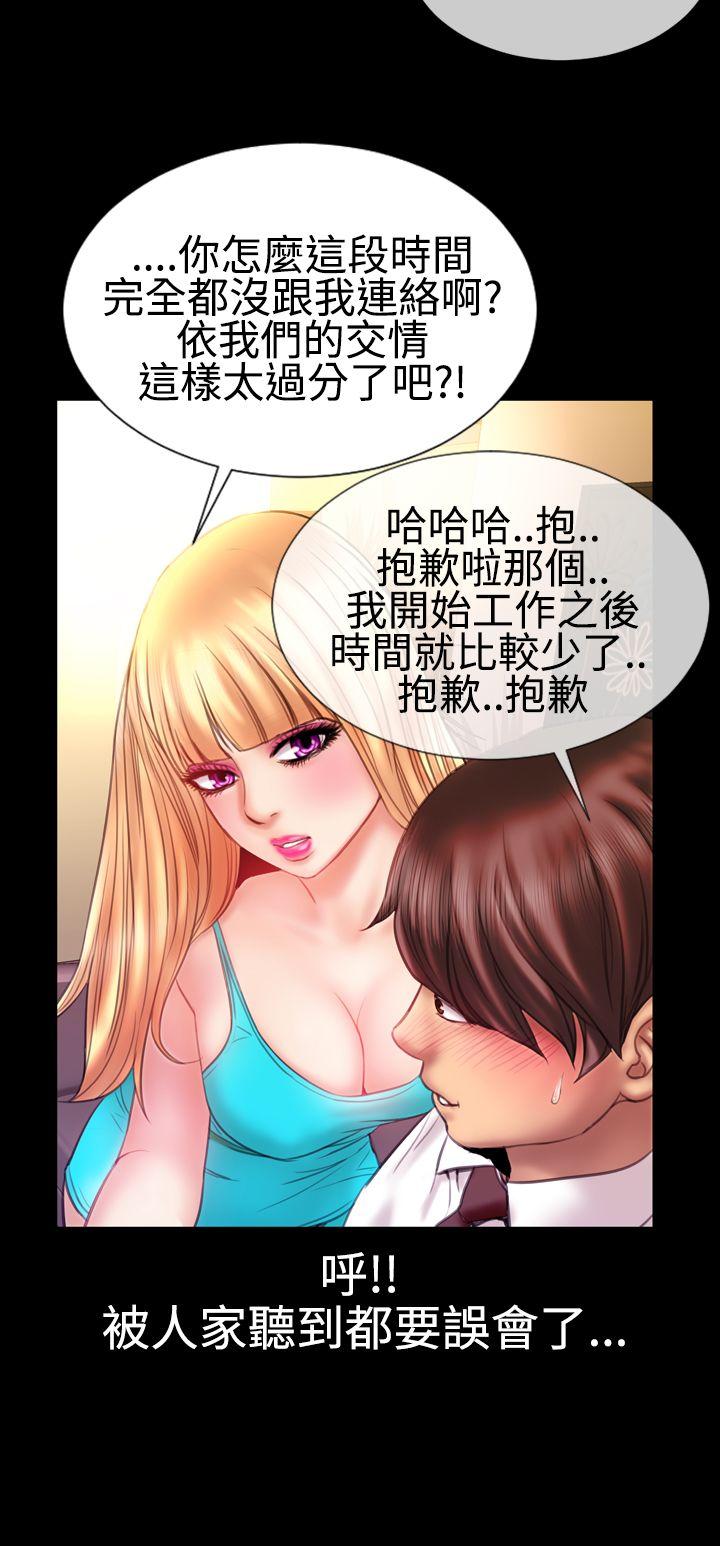 ....你怎麼這段時間
完全都沒跟我連絡啊?
依我們的交情
這樣太過分了吧?!
哈哈哈..抱..
抱歉啦那個..
我開始工作之後
時間就比較少了..
抱歉..抱歉
呼!!
被人家聽到都要誤會了...